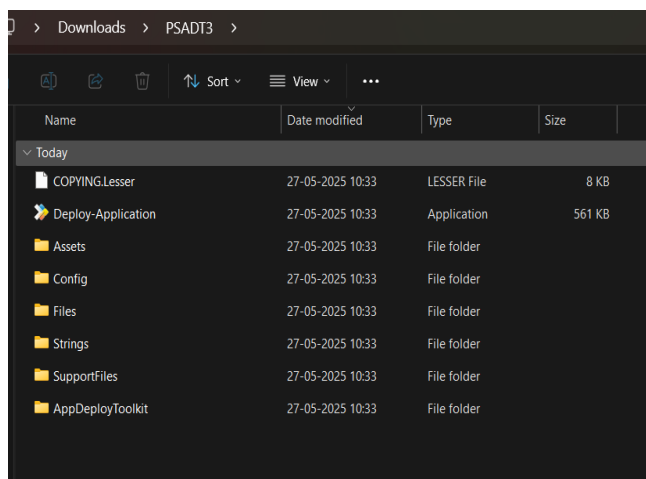 Downloads > PSADT3 >
Sort View ...
Name Date modified Type Size
Today
COPYING.Lesser 27-05-2025 10:33 LESSER File 8 KB
Deploy-Application 27-05-2025 10:33 Application 561 KB
Assets 27-05-2025 10:33 File folder
Config 27-05-2025 10:33 File folder
Files 27-05-2025 10:33 File folder
Strings 27-05-2025 10:33 File folder
SupportFiles 27-05-2025 10:33 File folder
AppDeployToolkit 27-05-2025 10:33 File folder